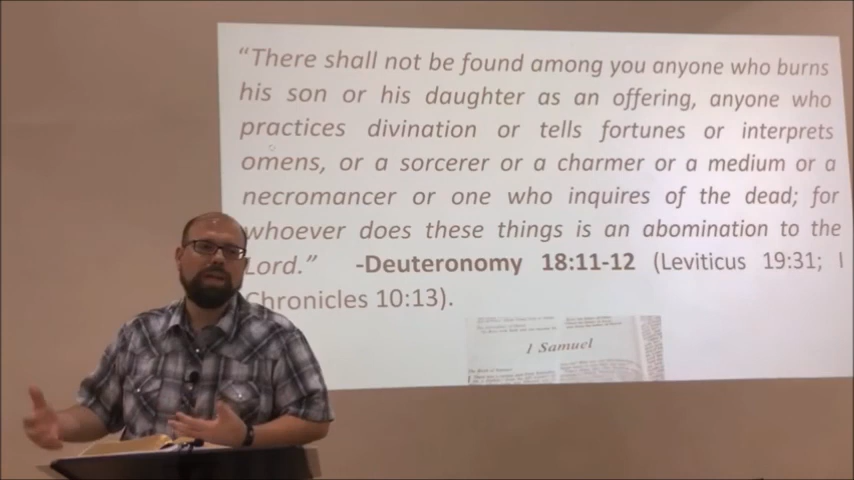 “There shall not be found among you anyone who burns
his son or his daughter as an offering, anyone who
practices divination or tells fortunes or interprets
omens, or a sorcerer or a charmer or a medium or a
necromancer or one who inquires of the dead; for
whoever does these things is an abomination to the
Lord.” -Deuteronomy 18:11-12 (Leviticus 19:31; I
Chronicles 10:13).
1 Samuel